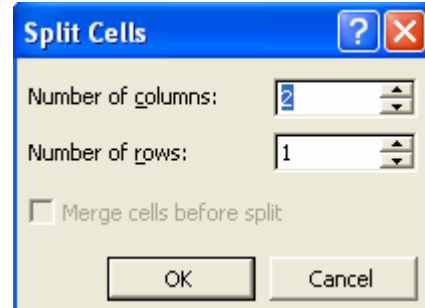 Split Cells ?
Number of columns: 2
Number of rows: 1
Merge cells before split
OK Cancel